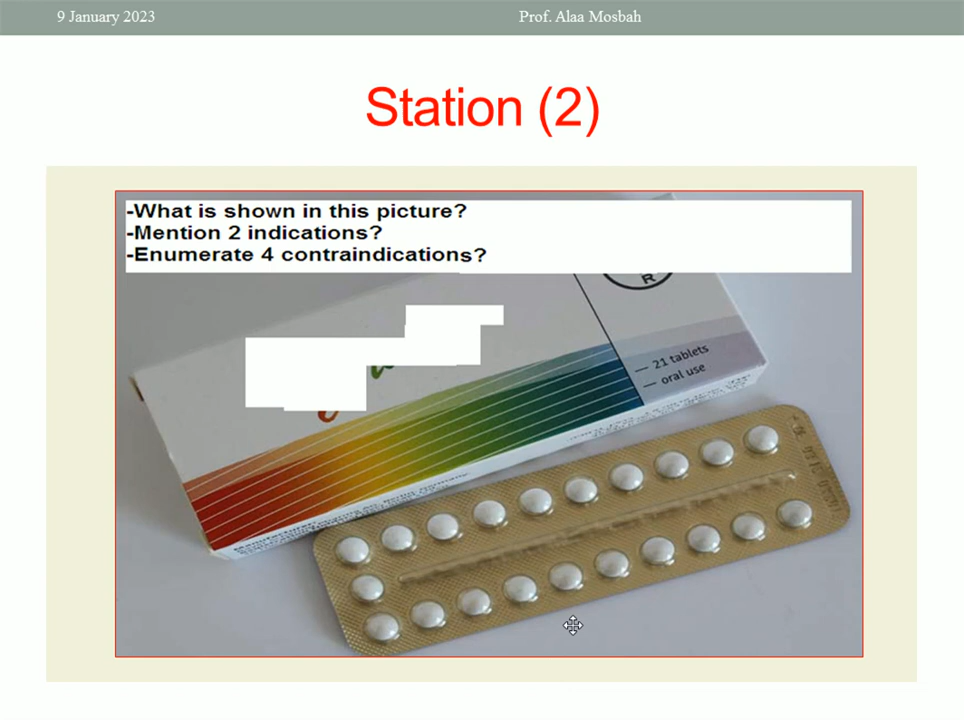 9 January 2023
Prof. Alaa Mosbah
Station (2)
-What is shown in this picture?
-Mention 2 indications?
-Enumerate 4 contraindications?
R
— 21 tablets
— oral use